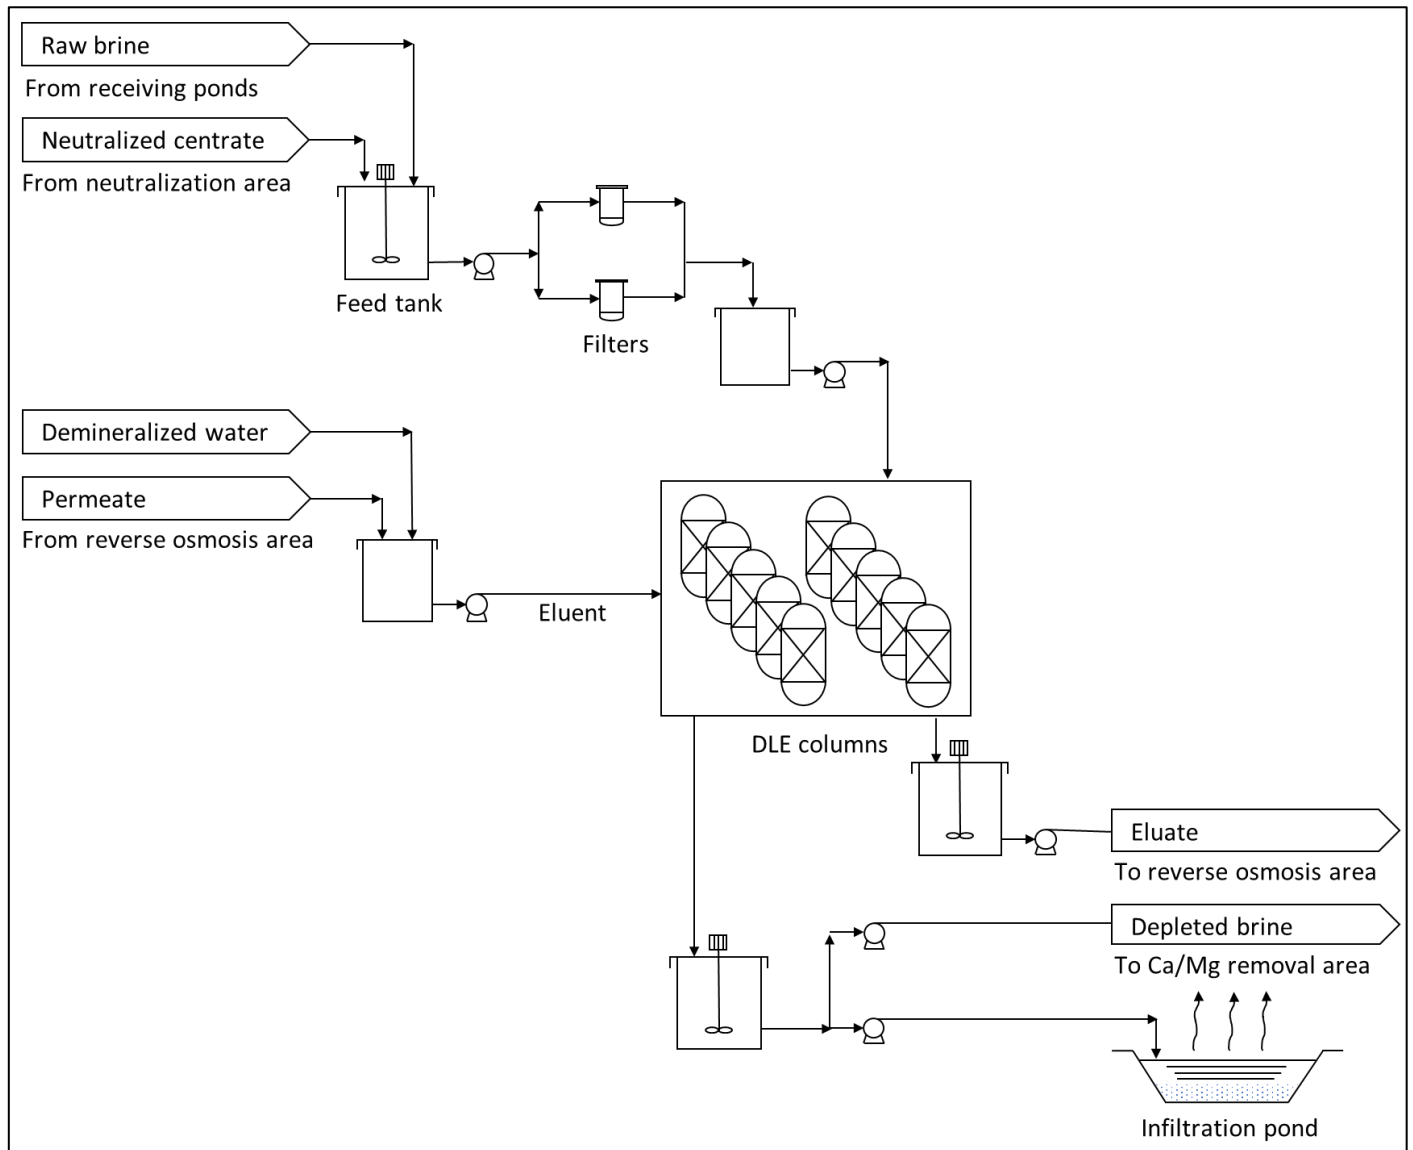 Raw brine
From receiving ponds
Neutralized centrate
From neutralization area
Feed tank
Filters
Demineralized water
Permeate
From reverse osmosis area
Eluent
DLE columns
Eluate
To reverse osmosis area
Depleted brine
To Ca/Mg removal area
Infiltration pond